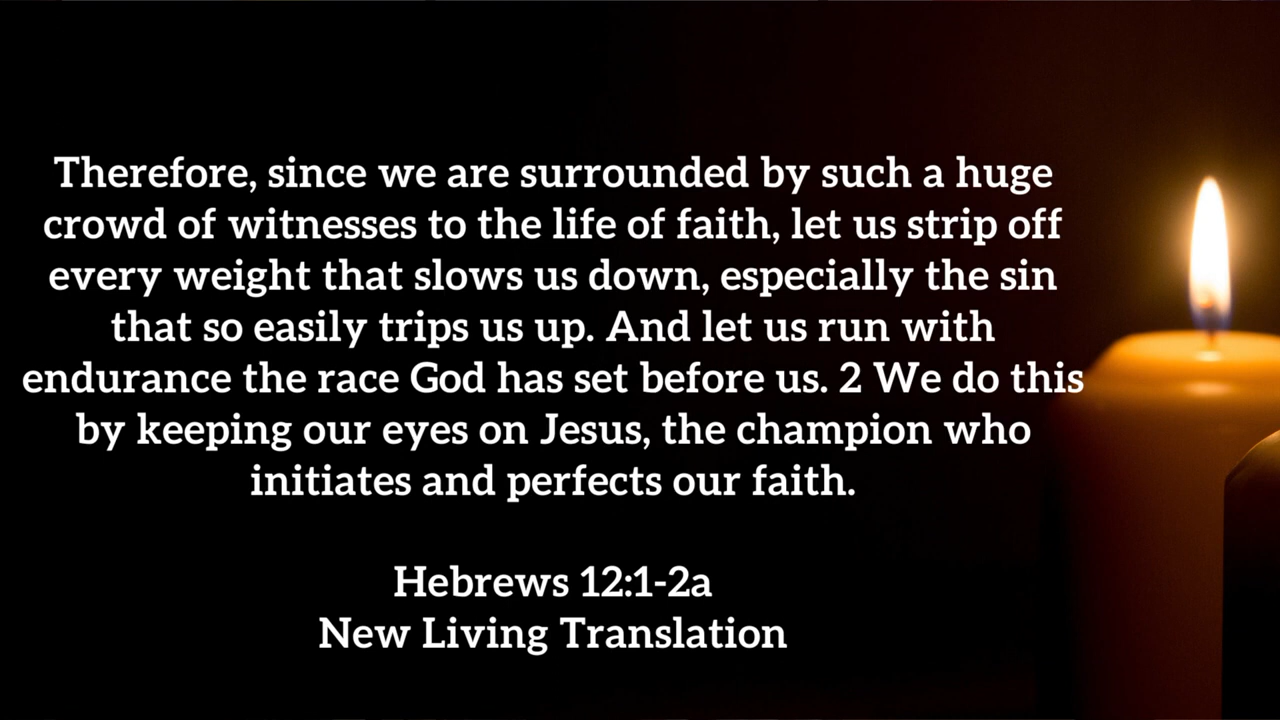 Therefore, since we are surrounded by such a huge
crowd of witnesses to the life of faith, let us strip off
every weight that slows us down, especially the sin
that so easily trips us up. And let us run with
endurance the race God has set before us. 2 We do this
by keeping our eyes on Jesus, the champion who
initiates and perfects our faith.
Hebrews 12:1-2a
New Living Translation